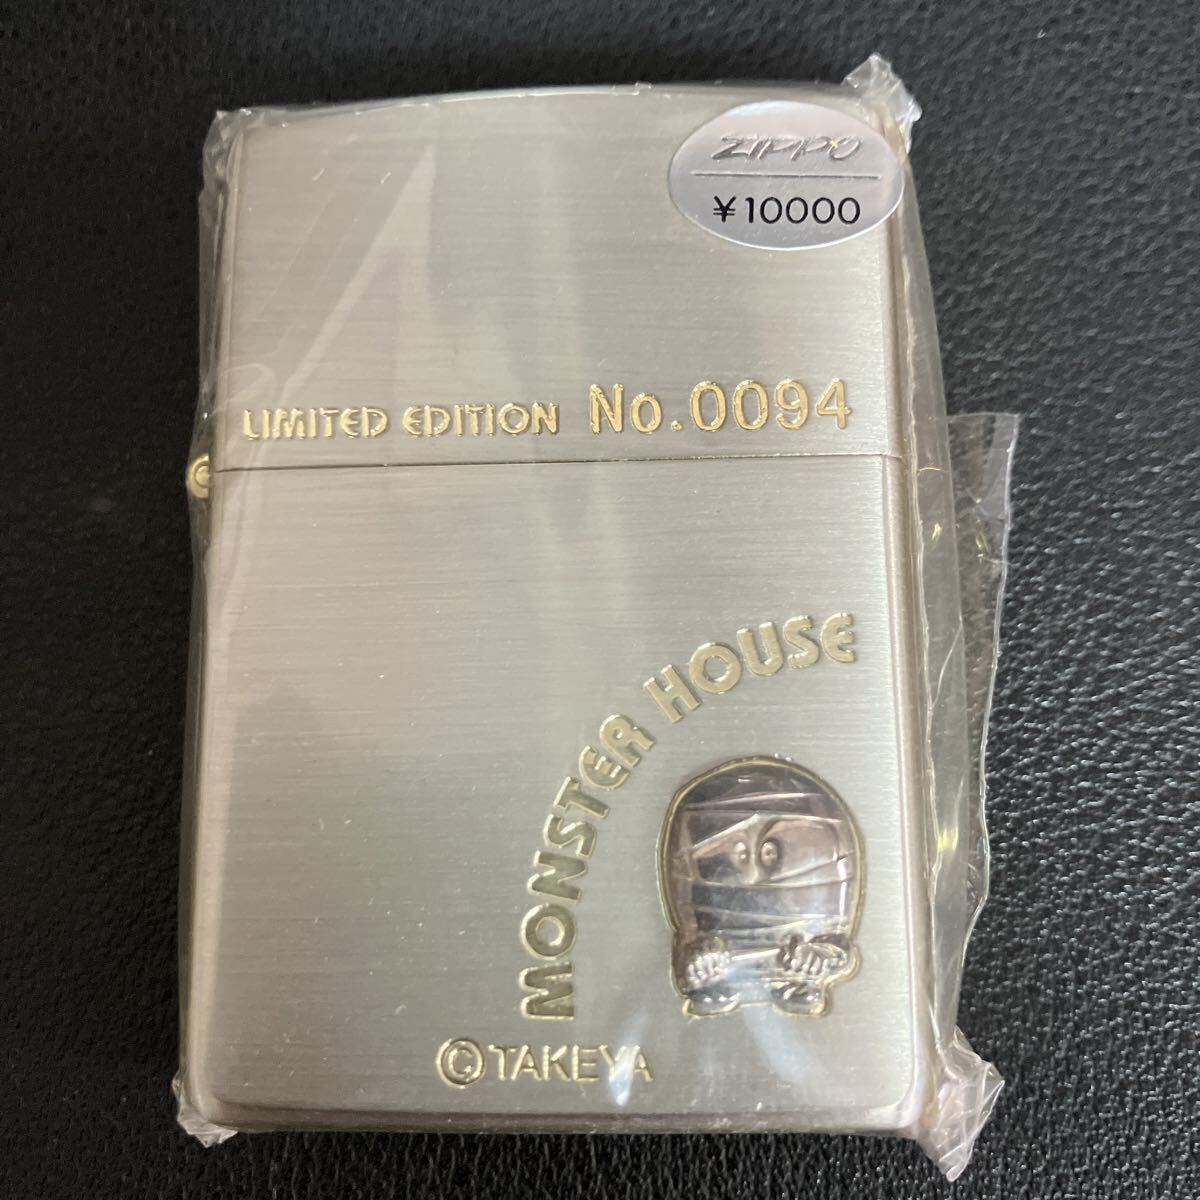 ZIPPO
¥10000
LIMITED EDITION No.0094
MONSTER HOUSE
©TAKEYA